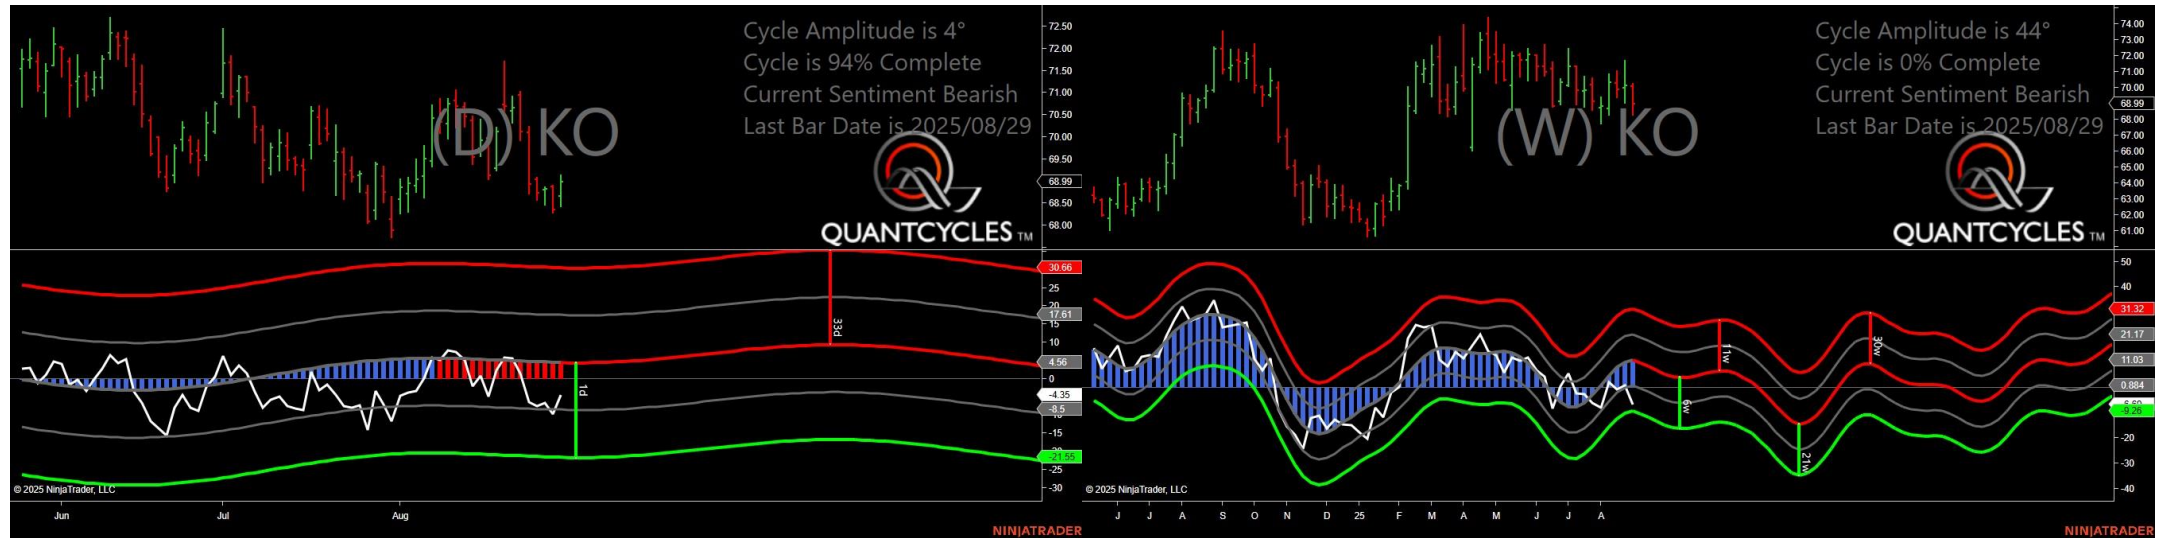 Cycle Amplitude is 4°
Cycle is 94% Complete
Current Sentiment Bearish
Last Bar Date is 2025/08/29
(D) KO
QUANTCYCLES TM
72.50
72.00
71.50
71.00
70.50
70.00
69.50
68.99
68.50
68.00
30.66
25
20
17.61
15
10
4.56
0
-4.35
-8.5
-15
-21.55
-25
-30
33d
1d
© 2025 NinjaTrader, LLC
Jun Jul Aug
NINJATRADER
Cycle Amplitude is 44°
Cycle is 0% Complete
Current Sentiment Bearish
Last Bar Date is 2025/08/29
(W) KO
QUANTCYCLES TM
74.00
73.00
72.00
71.00
70.00
68.99
68.00
67.00
66.00
65.00
64.00
63.00
62.00
61.00
50
40
31.32
21.17
11.03
0.884
-9.26
-20
-30
-40
11w
30w
6w
21w
© 2025 NinjaTrader, LLC
J J A S O N D 25 F M A M J J A
NINJATRADER